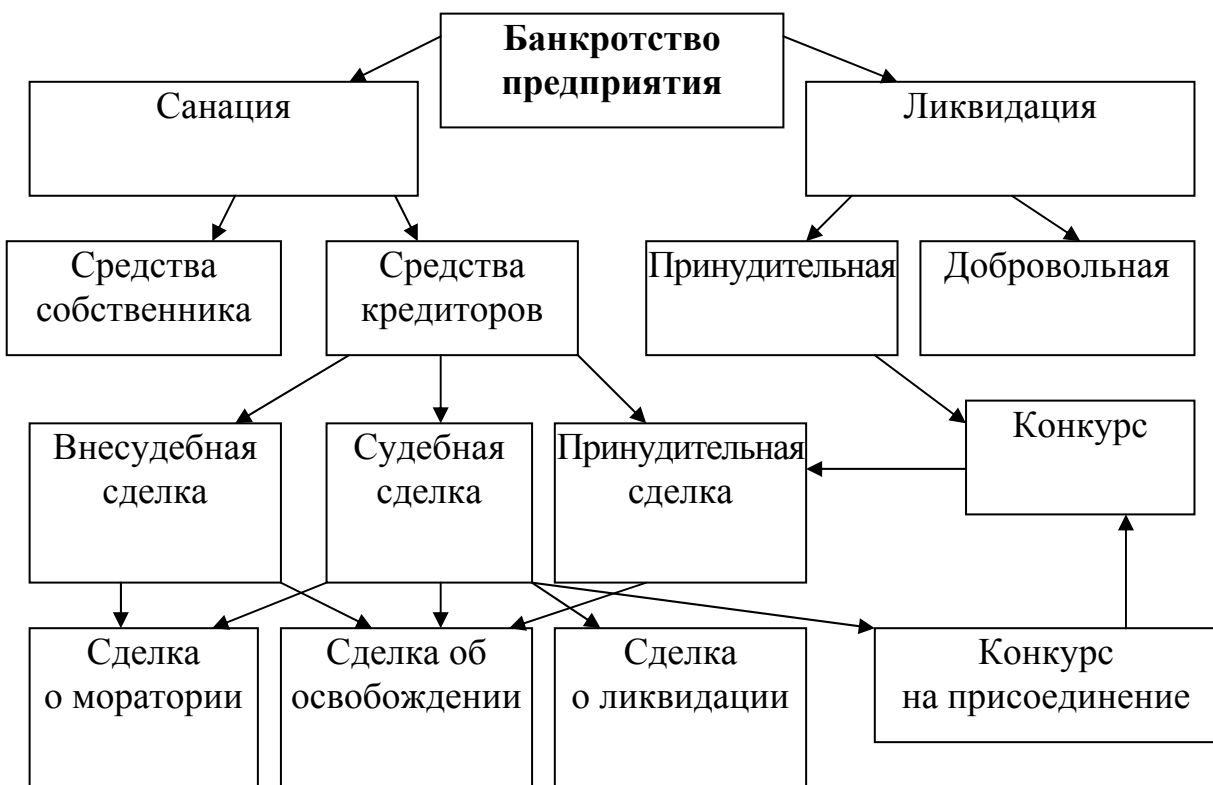 Банкротство
предприятия
Санация
Ликвидация
Средства
собственника
Средства
кредиторов
Принудительная
Добровольная
Внесудебная
сделка
Судебная
сделка
Принудительная
сделка
Конкурс
Сделка
о моратории
Сделка об
освобождении
Сделка
о ликвидации
Конкурс
на присоединение